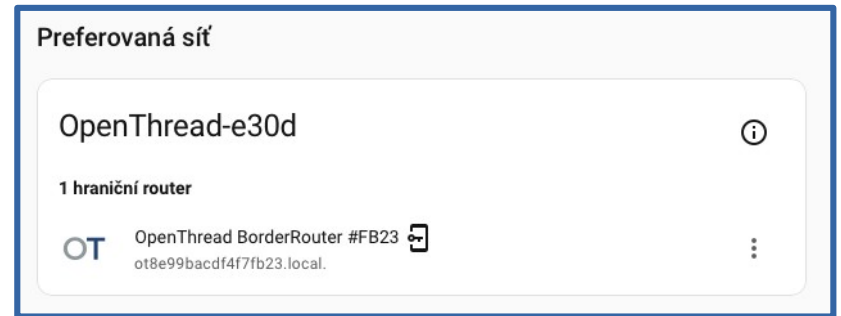 Preferovaná síť
OpenThread-e30d
1 hraniční router
OT
OpenThread BorderRouter #FB23
ot8e99bacdf4f7fb23.local.